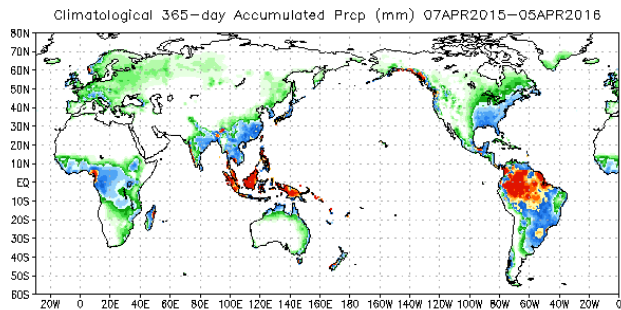 Climatological 365-day Accumulated Prcp (mm) 07APR2015-05APR2016
80N
70N
60N
50N
40N
30N
20N
10N
EQ
10S
20S
30S
40S
50S
60S
20W 0 20E 40E 60E 80E 100E 120E 140E 160E 180 160W 140W 120W 100W 80W 60W 40W 20W 0